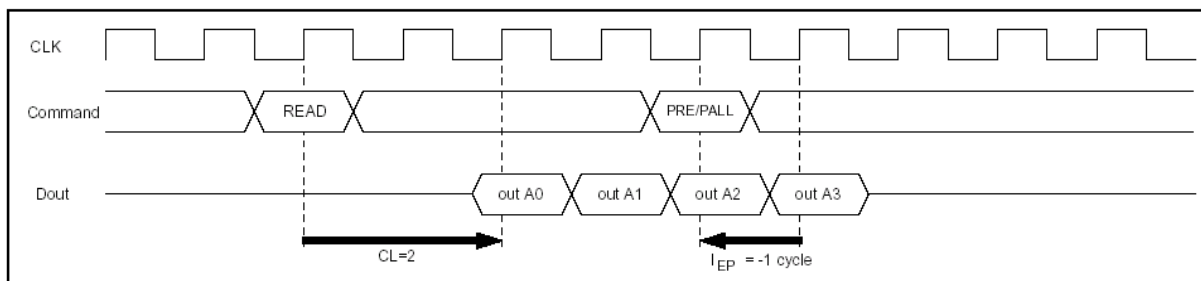 CLK
Command
READ
PRE/PALL
Dout
out A0
out A1
out A2
out A3
CL=2
IEP = -1 cycle